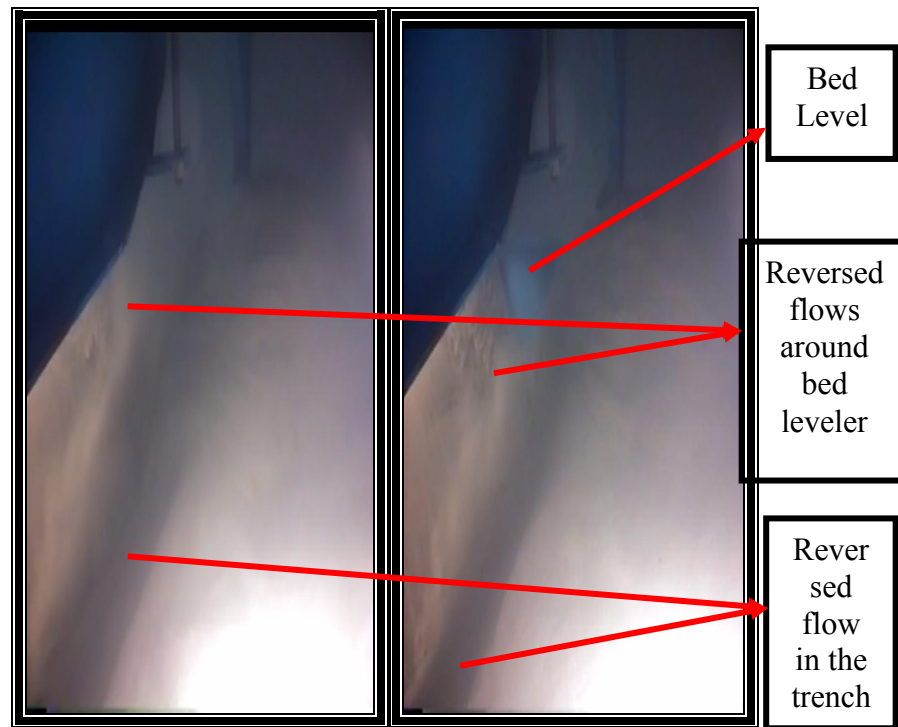 Bed
Level
Reversed
flows
around
bed
leveler
Rever
sed
flow
in the
trench